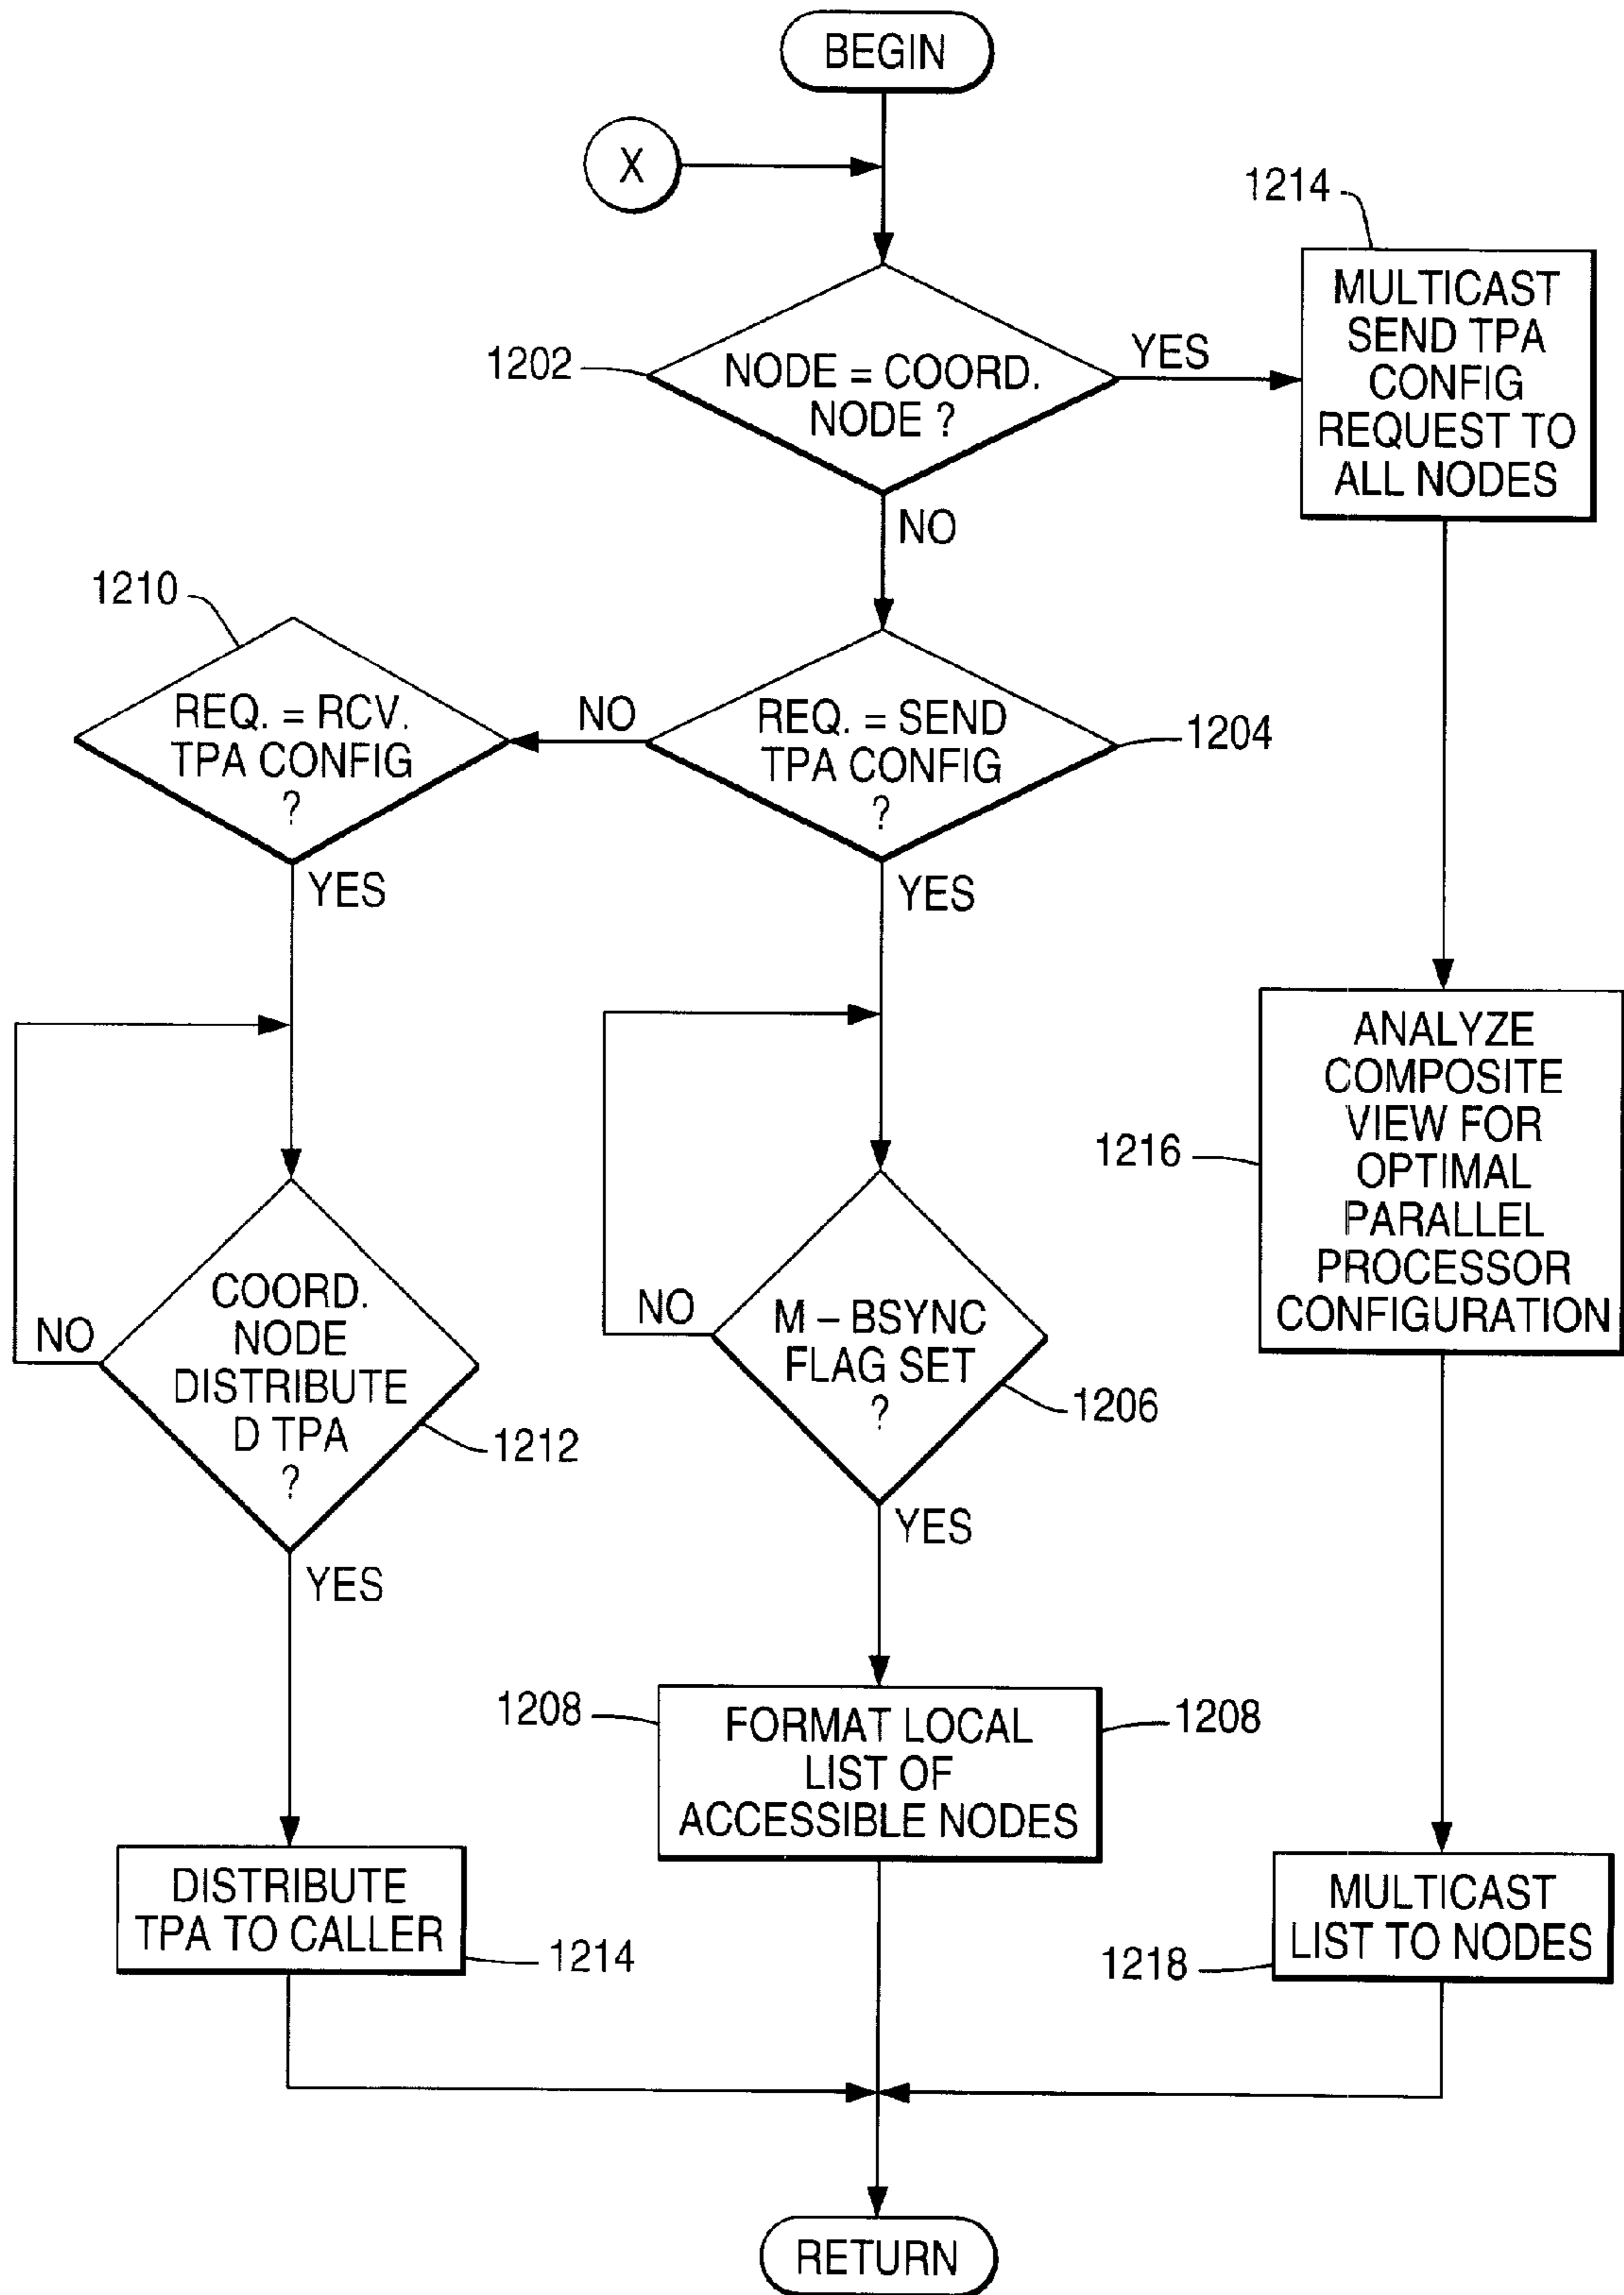 BEGIN
X
1214
MULTICAST
SEND TPA
CONFIG
REQUEST TO
ALL NODES
1202
NODE = COORD.
NODE ?
YES
NO
1210
REQ. = RCV.
TPA CONFIG
?
NO
REQ. = SEND
TPA CONFIG
?
1204
YES
YES
ANALYZE
COMPOSITE
VIEW FOR
OPTIMAL
PARALLEL
PROCESSOR
CONFIGURATION
1216
COORD.
NODE
DISTRIBUTE
D TPA
?
NO
1212
NO
M – BSYNC
FLAG SET
?
1206
YES
YES
1208
FORMAT LOCAL
LIST OF
ACCESSIBLE NODES
1208
DISTRIBUTE
TPA TO CALLER
1214
MULTICAST
LIST TO NODES
1218
RETURN